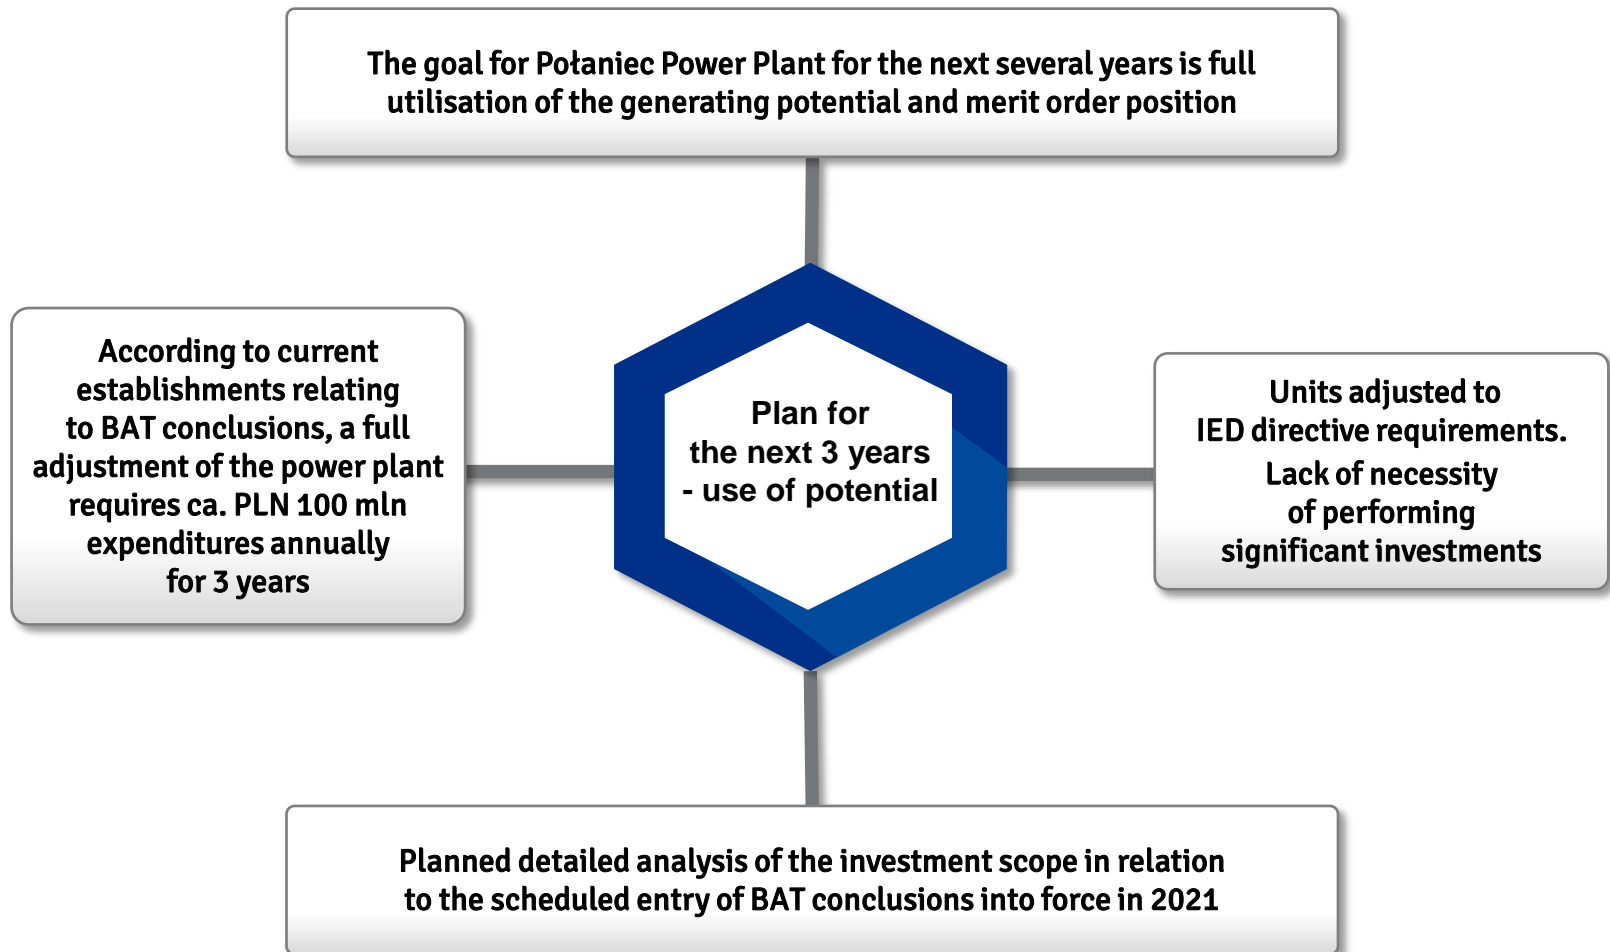 The goal for Połaniec Power Plant for the next several years is full
utilisation of the generating potential and merit order position
According to current
establishments relating
to BAT conclusions, a full
adjustment of the power plant
requires ca. PLN 100 mln
expenditures annually
for 3 years
Plan for
the next 3 years
- use of potential
Units adjusted to
IED directive requirements.
Lack of necessity
of performing
significant investments
Planned detailed analysis of the investment scope in relation
to the scheduled entry of BAT conclusions into force in 2021